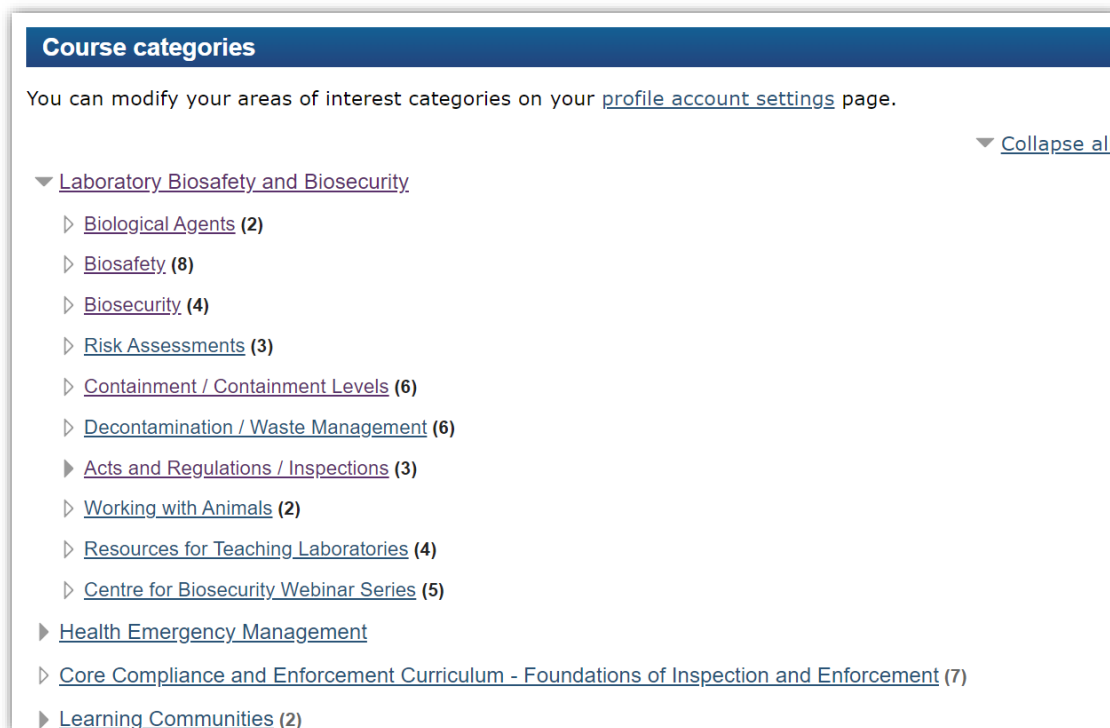 Course categories
You can modify your areas of interest categories on your profile account settings page.
Collapse al
Laboratory Biosafety and Biosecurity
Biological Agents (2)
Biosafety (8)
Biosecurity (4)
Risk Assessments (3)
Containment / Containment Levels (6)
Decontamination / Waste Management (6)
Acts and Regulations / Inspections (3)
Working with Animals (2)
Resources for Teaching Laboratories (4)
Centre for Biosecurity Webinar Series (5)
Health Emergency Management
Core Compliance and Enforcement Curriculum - Foundations of Inspection and Enforcement (7)
Learning Communities (2)